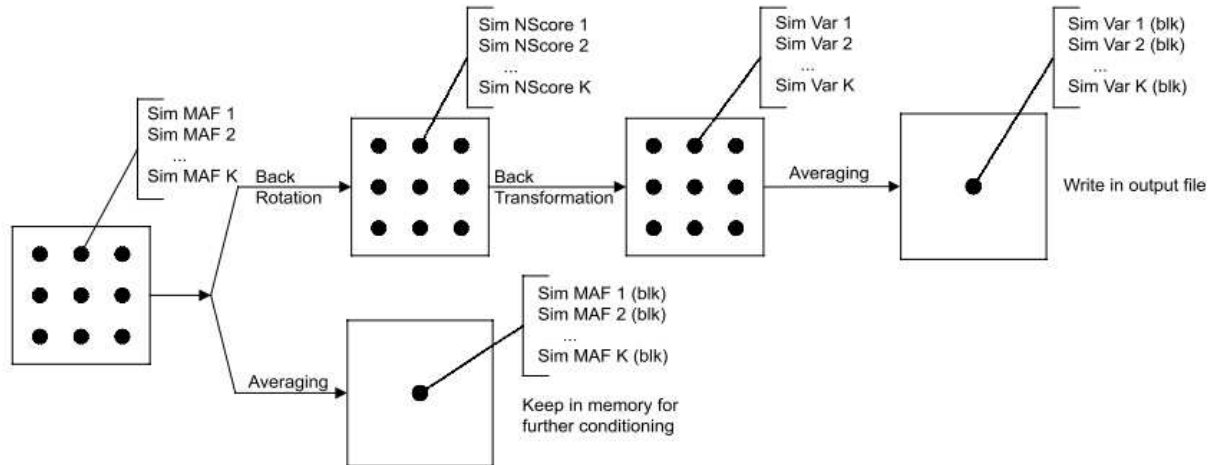 Sim NScore 1
Sim NScore 2
...
Sim NScore K
Sim Var 1
Sim Var 2
...
Sim Var K
Sim Var 1 (blk)
Sim Var 2 (blk)
...
Sim Var K (blk)
Sim MAF 1
Sim MAF 2
...
Sim MAF K
Back
Rotation
Back
Transformation
Averaging
Write in output file
Sim MAF 1 (blk)
Sim MAF 2 (blk)
...
Sim MAF K (blk)
Averaging
Keep in memory for
further conditioning